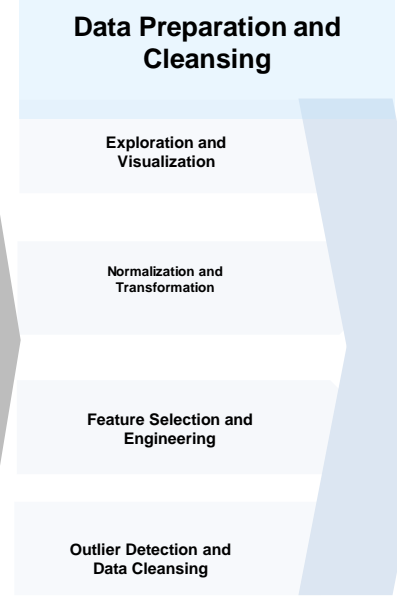 Data Preparation and
Cleansing
Exploration and
Visualization
Normalization and
Transformation
Feature Selection and
Engineering
Outlier Detection and
Data Cleansing